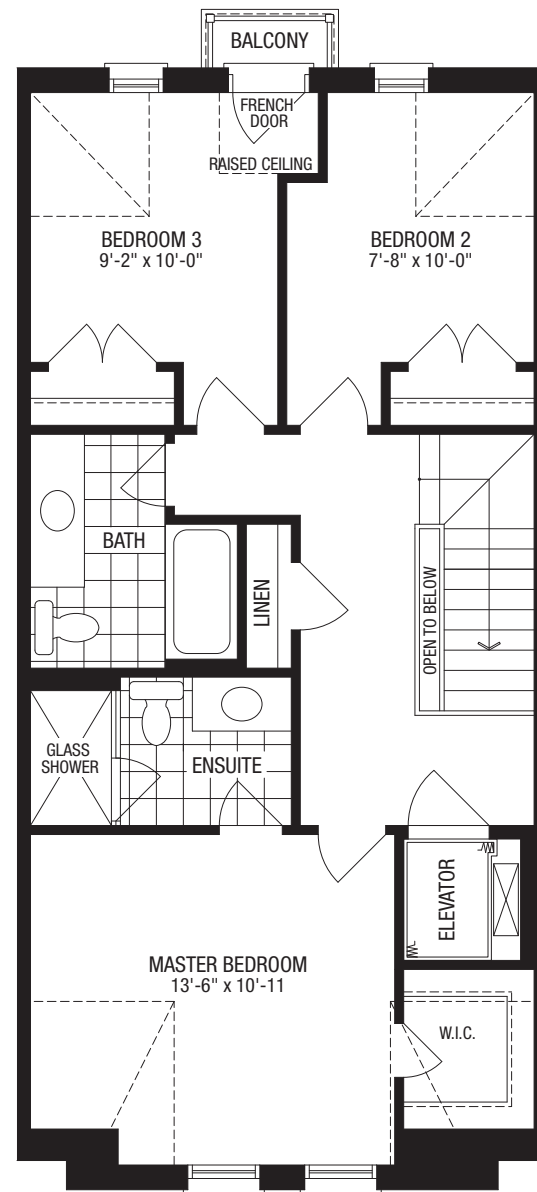 BALCONY
FRENCH
DOOR
RAISED CEILING
BEDROOM 3
9'-2" x 10'-0"
BEDROOM 2
7'-8" x 10'-0"
BATH
LINEN
OPEN TO BELOW
GLASS
SHOWER
ENSUITE
ELEVATOR
MASTER BEDROOM
13'-6" x 10'-11
W.I.C.